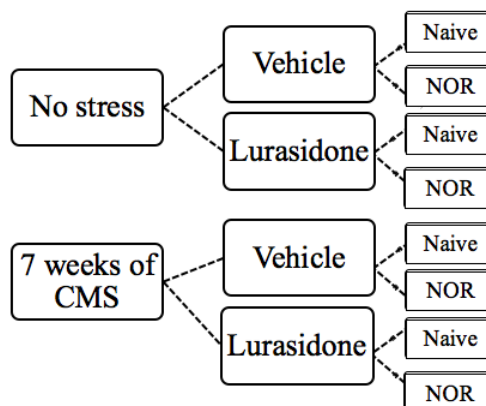 No stress
Vehicle
Naive
NOR
Lurasidone
Naive
NOR
7 weeks of
CMS
Vehicle
Naive
NOR
Lurasidone
Naive
NOR